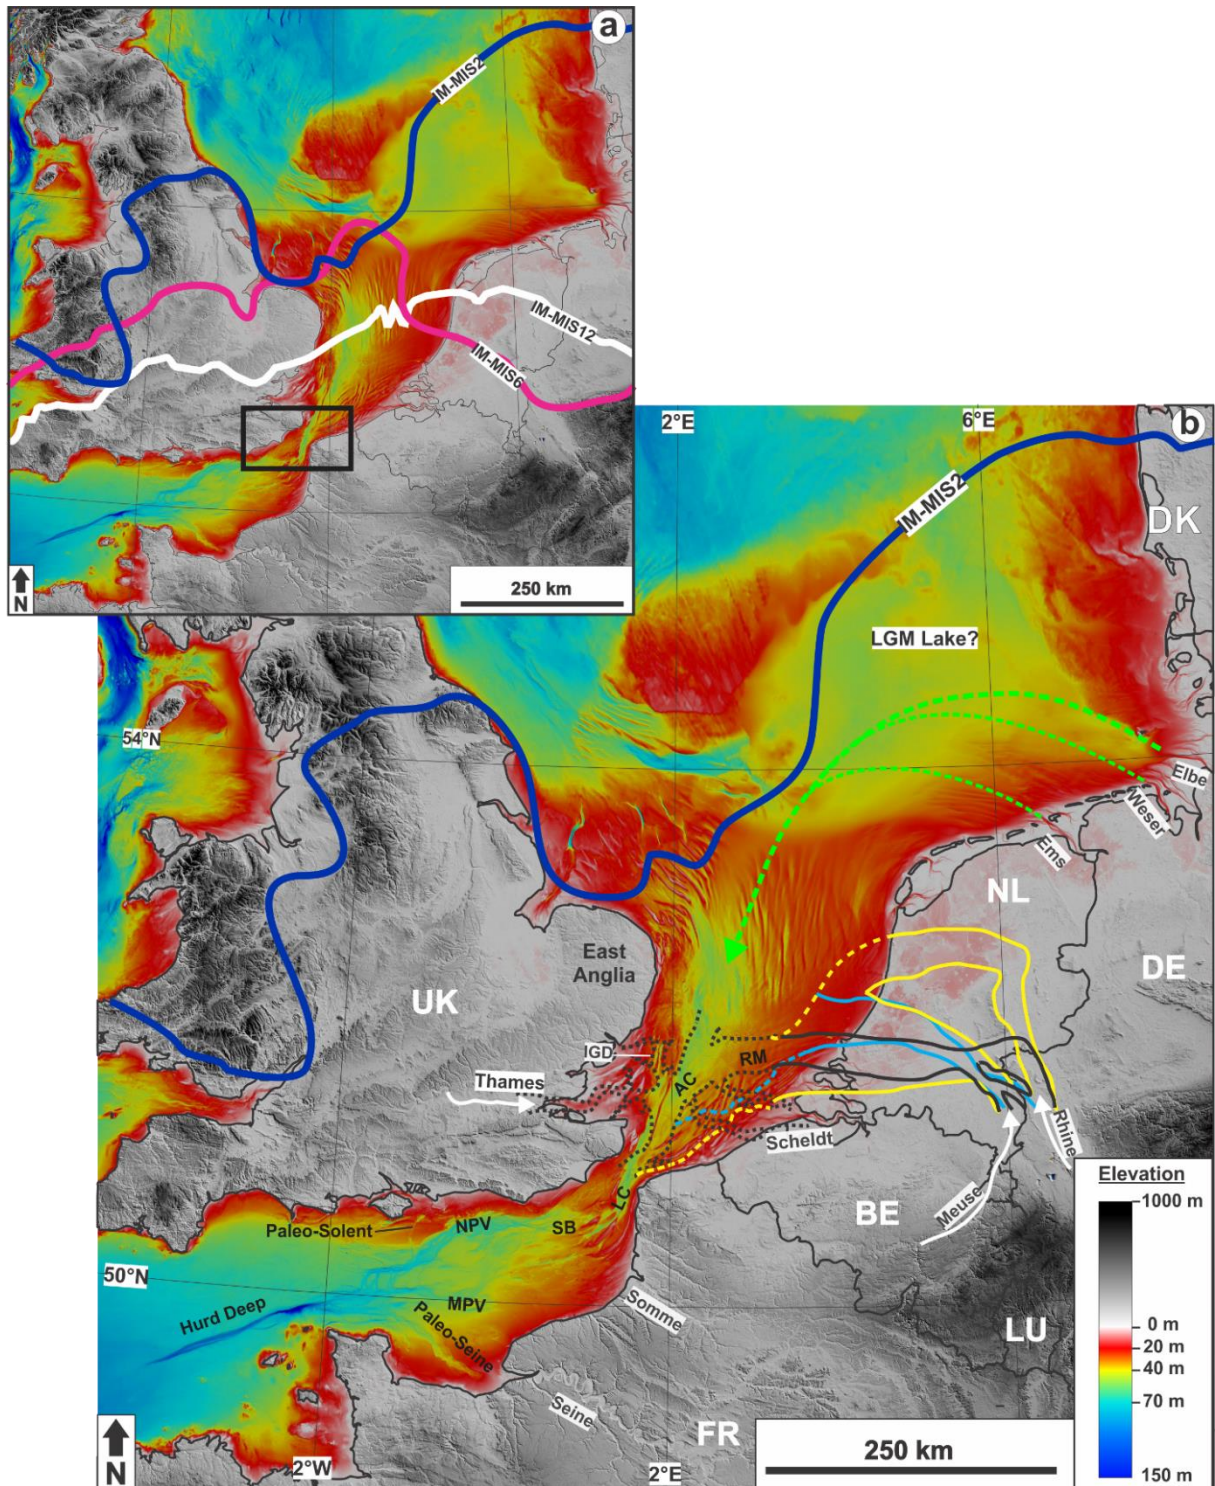 a
IM-MIS2
IM-MIS12
IM-MIS6
N
250 km
2°E
6°E
b
IM-MIS2
DK
LGM Lake?
54°N
Elbe
Weser
Ems
NL
East
Anglia
DE
UK
IGD
RM
Thames
AC
Rhine
Scheldt
LC
Elevation
1000 m
0 m
20 m
40 m
70 m
150 m
Meuse
BE
Paleo-Solent
NPV
SB
50°N
MPV
Hurd Deep
Paleo-Seine
Somme
LU
Seine
FR
N
2°W
2°E
250 km